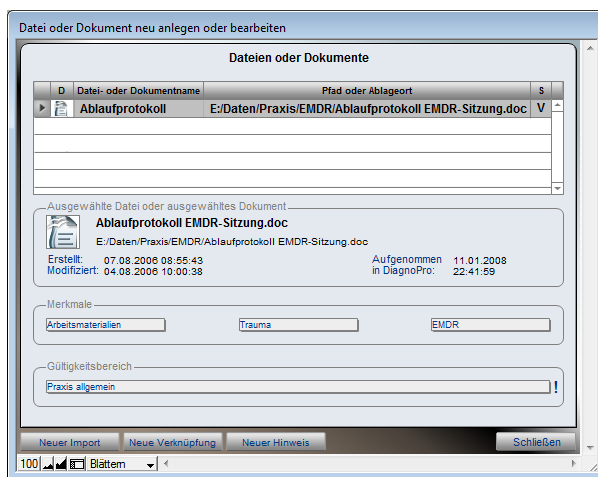 Datei oder Dokument neu anlegen oder bearbeiten
Dateien oder Dokumente
D Datei- oder Dokumentname Pfad oder Ablageort S
Ablaufprotokoll E:/Daten/Praxis/EMDR/Ablaufprotokoll EMDR-Sitzung.doc V
Ausgewählte Datei oder ausgewähltes Dokument
Ablaufprotokoll EMDR-Sitzung.doc
E:/Daten/Praxis/EMDR/Ablaufprotokoll EMDR-Sitzung.doc
Erstellt: 07.08.2006 08:55:43 Aufgenommen 11.01.2008
Modifiziert: 04.08.2006 10:00:38 in DiagnoPro: 22:41:59
Merkmale
Arbeitsmaterialien Trauma EMDR
Gültigkeitsbereich
Praxis allgemein !
Neuer Import Neue Verknüpfung Neuer Hinweis Schließen
100 Blättern